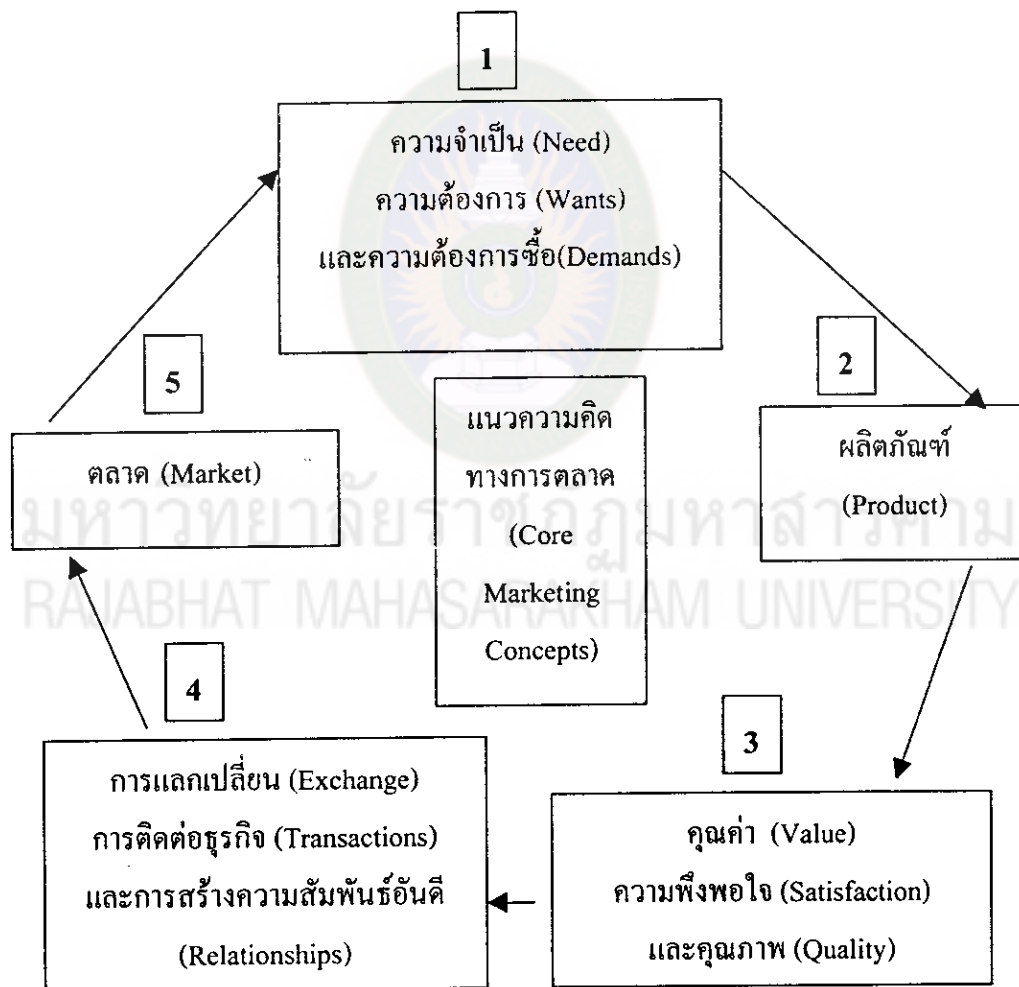 1
ความจำเป็น (Need)
ความต้องการ (Wants)
และความต้องการซื้อ(Demands)
2
ผลิตภัณฑ์
(Product)
3
คุณค่า (Value)
ความพึงพอใจ (Satisfaction)
และคุณภาพ (Quality)
4
การแลกเปลี่ยน (Exchange)
การติดต่อธุรกิจ (Transactions)
และการสร้างความสัมพันธ์อันดี
(Relationships)
5
ตลาด (Market)
แนวความคิด
ทางการตลาด
(Core
Marketing
Concepts)
มหาวิทยาลัยราชภัฏมหาสารคาม
RAJABHAT MAHASARAKHAM UNIVERSITY